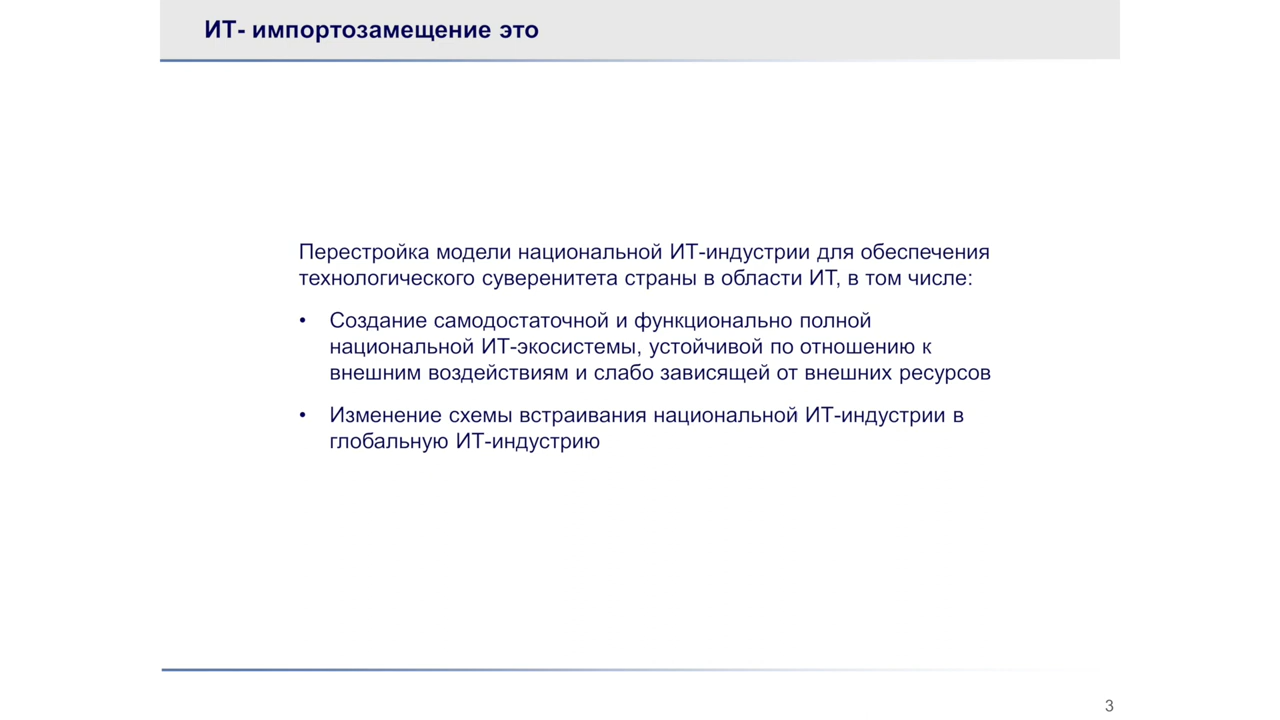 ИТ- импортозамещение это
Перестройка модели национальной ИТ-индустрии для обеспечения
технологического суверенитета страны в области ИТ, в том числе:
• Создание самодостаточной и функционально полной
национальной ИТ-экосистемы, устойчивой по отношению к
внешним воздействиям и слабо зависящей от внешних ресурсов
• Изменение схемы встраивания национальной ИТ-индустрии в
глобальную ИТ-индустрию
3